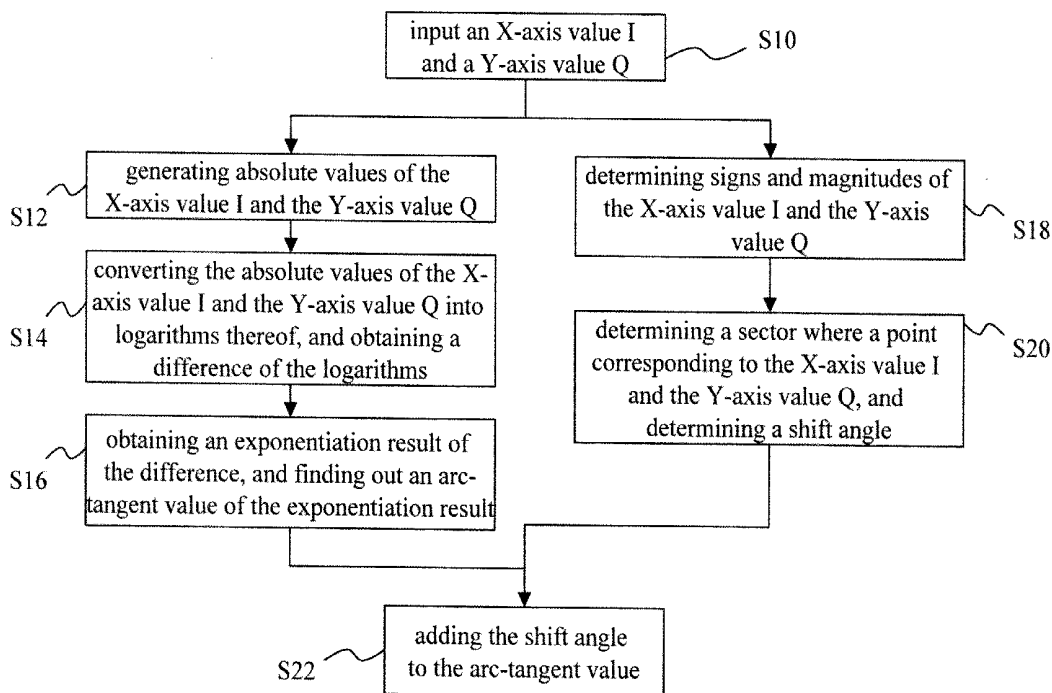 input an X-axis value I
and a Y-axis value Q
S10
generating absolute values of the
X-axis value I and the Y-axis value Q
S12
converting the absolute values of the X-
axis value I and the Y-axis value Q into
logarithms thereof, and obtaining a
difference of the logarithms
S14
obtaining an exponentiation result of
the difference, and finding out an arc-
tangent value of the exponentiation result
S16
determining signs and magnitudes of
the X-axis value I and the Y-axis
value Q
S18
determining a sector where a point
corresponding to the X-axis value I
and the Y-axis value Q, and
determining a shift angle
S20
adding the shift angle
to the arc-tangent value
S22